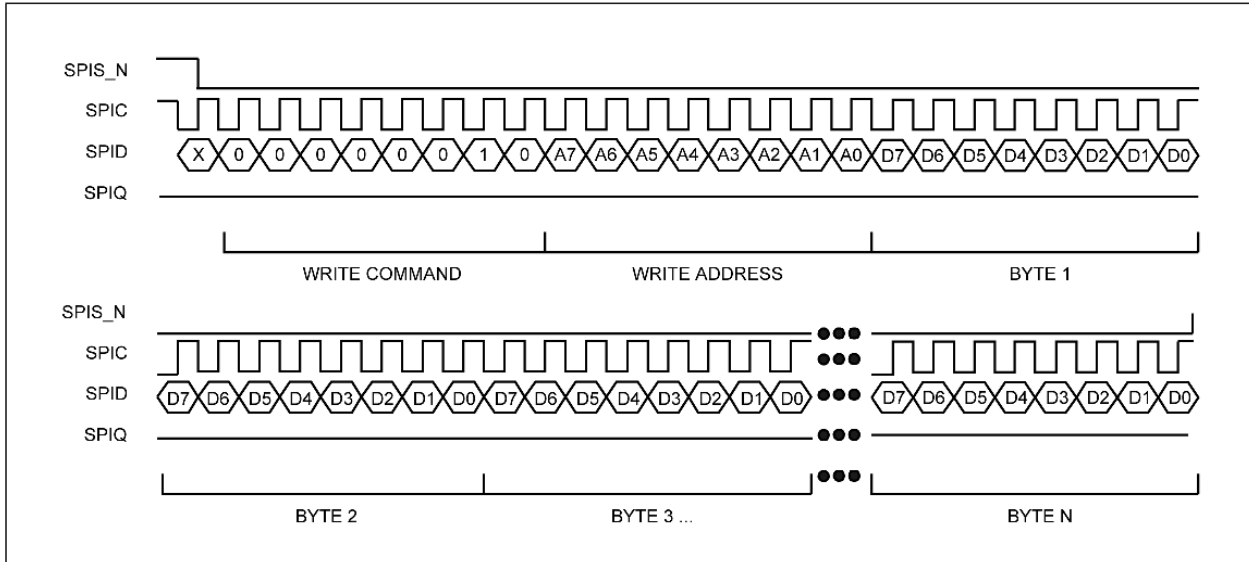 SPIS_N
SPIC
SPID X 0 0 0 0 0 0 1 0 A7 A6 A5 A4 A3 A2 A1 A0 D7 D6 D5 D4 D3 D2 D1 D0
SPIQ
WRITE COMMAND WRITE ADDRESS BYTE 1
SPIS_N
SPIC
SPID D7 D6 D5 D4 D3 D2 D1 D0 D7 D6 D5 D4 D3 D2 D1 D0 D7 D6 D5 D4 D3 D2 D1 D0
SPIQ
BYTE 2 BYTE 3 ... BYTE N